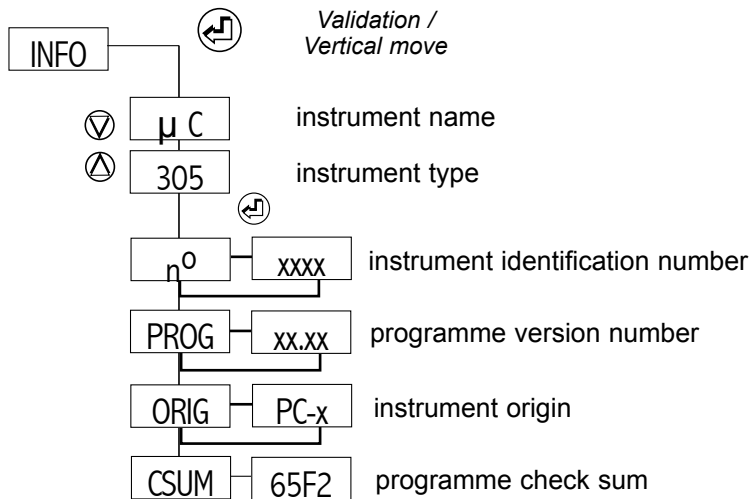 Validation /
Vertical move
INFO
µ C instrument name
305 instrument type
nº xxxx instrument identification number
PROG xx.xx programme version number
ORIG PC-x instrument origin
CSUM 65F2 programme check sum